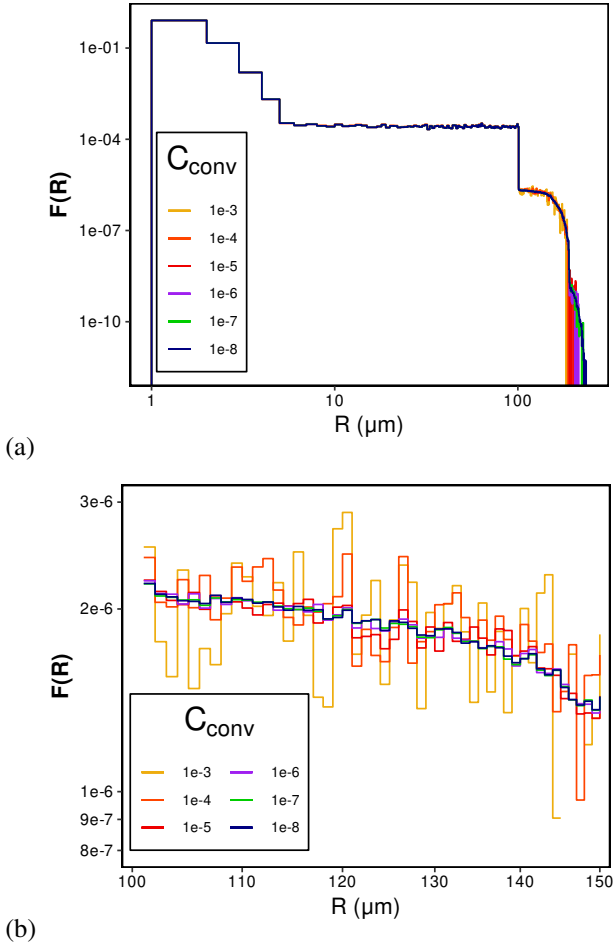 1e-01
1e-04
1e-07
1e-10
F(R)
C_conv
1e-3
1e-4
1e-5
1e-6
1e-7
1e-8
1 10 100
R (µm)
(a)
3e-6
2e-6
1e-6
9e-7
8e-7
F(R)
C_conv
1e-3 1e-6
1e-4 1e-7
1e-5 1e-8
100 110 120 130 140 150
R (µm)
(b)